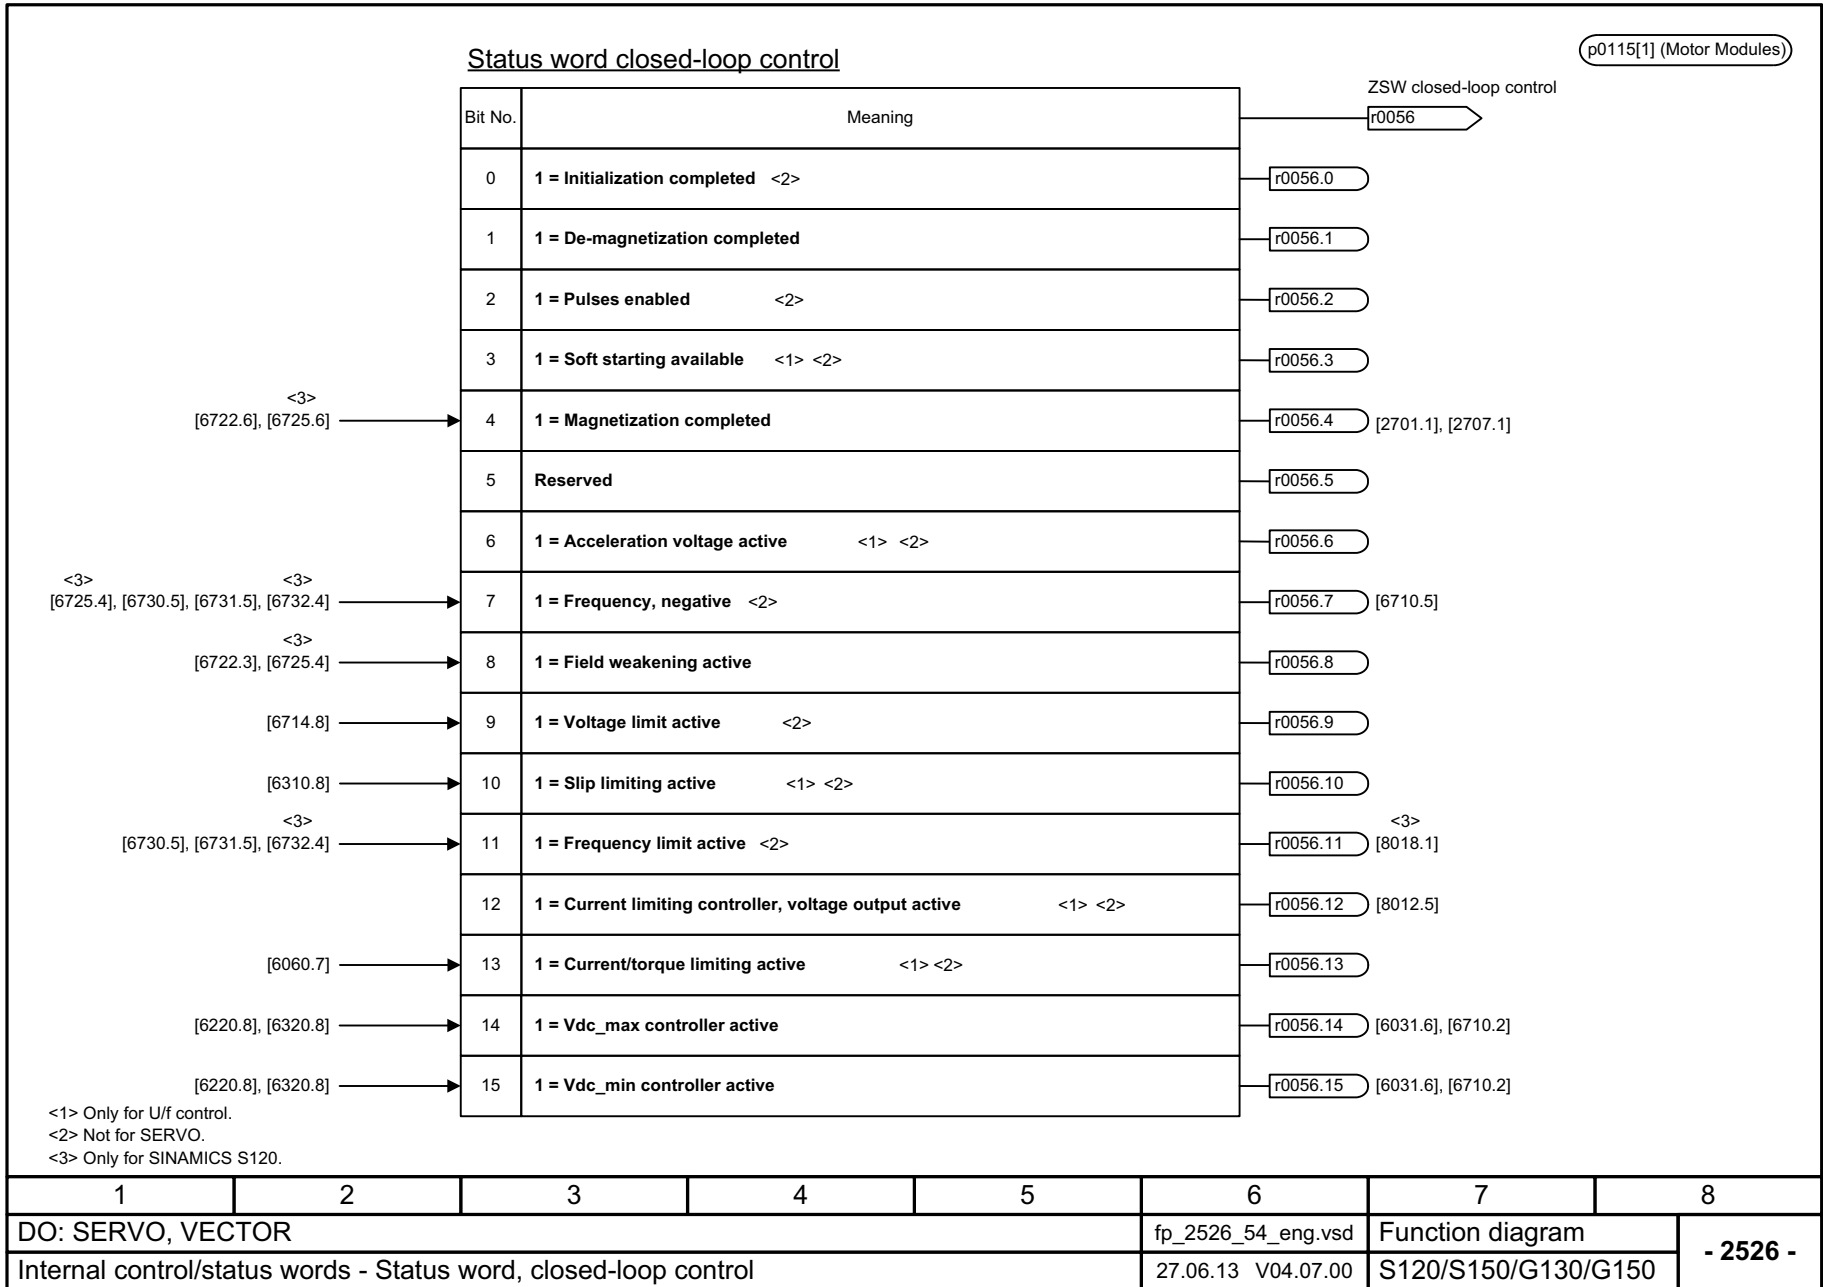 Status word closed-loop control
p0115[1] (Motor Modules)
ZSW closed-loop control
Bit No. Meaning r0056
0 1 = Initialization completed <2> r0056.0
1 1 = De-magnetization completed r0056.1
2 1 = Pulses enabled <2> r0056.2
3 1 = Soft starting available <1> <2> r0056.3
<3>
[6722.6], [6725.6] 4 1 = Magnetization completed r0056.4 [2701.1], [2707.1]
5 Reserved r0056.5
6 1 = Acceleration voltage active <1> <2> r0056.6
<3> <3>
[6725.4], [6730.5], [6731.5], [6732.4] 7 1 = Frequency, negative <2> r0056.7 [6710.5]
<3>
[6722.3], [6725.4] 8 1 = Field weakening active r0056.8
[6714.8] 9 1 = Voltage limit active <2> r0056.9
[6310.8] 10 1 = Slip limiting active <1> <2> r0056.10
<3> <3>
[6730.5], [6731.5], [6732.4] 11 1 = Frequency limit active <2> r0056.11 [8018.1]
12 1 = Current limiting controller, voltage output active <1> <2> r0056.12 [8012.5]
[6060.7] 13 1 = Current/torque limiting active <1> <2> r0056.13
[6220.8], [6320.8] 14 1 = Vdc_max controller active r0056.14 [6031.6], [6710.2]
[6220.8], [6320.8] 15 1 = Vdc_min controller active r0056.15 [6031.6], [6710.2]
<1> Only for U/f control.
<2> Not for SERVO.
<3> Only for SINAMICS S120.
1 2 3 4 5 6 7 8
DO: SERVO, VECTOR fp_2526_54_eng.vsd Function diagram - 2526 -
Internal control/status words - Status word, closed-loop control 27.06.13 V04.07.00 S120/S150/G130/G150